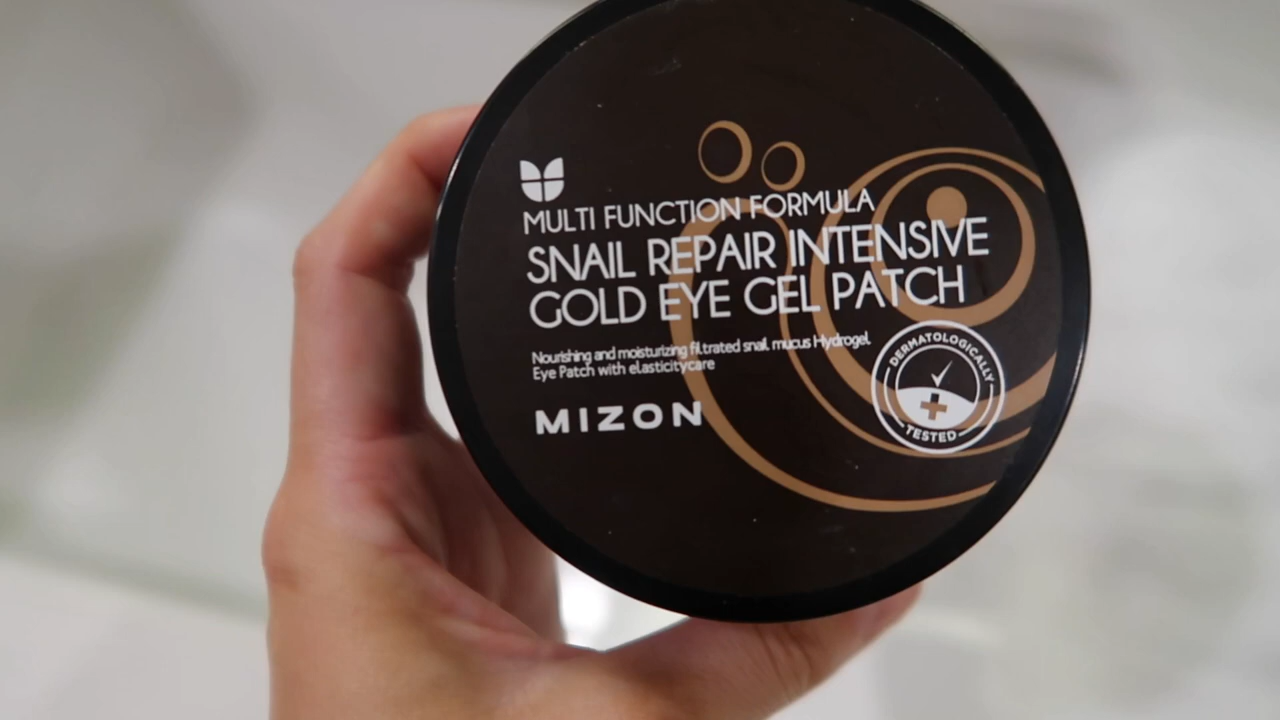 MULTI FUNCTION FORMULA
SNAIL REPAIR INTENSIVE
GOLD EYE GEL PATCH
Nourishing and moisturizing filtrated snail mucus Hydrogel,
Eye Patch with elasticitycare
MIZON
DERMATOLOGICALLY
TESTED